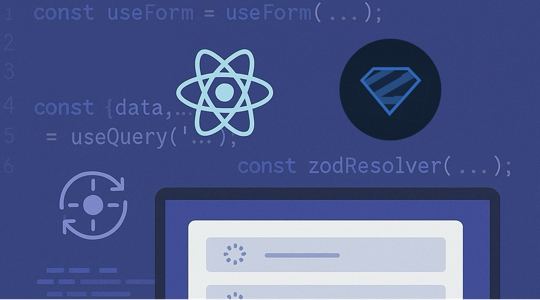 1 const useForm = useForm(...);
2
3
4 const {data,...
5 = useQuery('...');
6 const zodResolver(...);